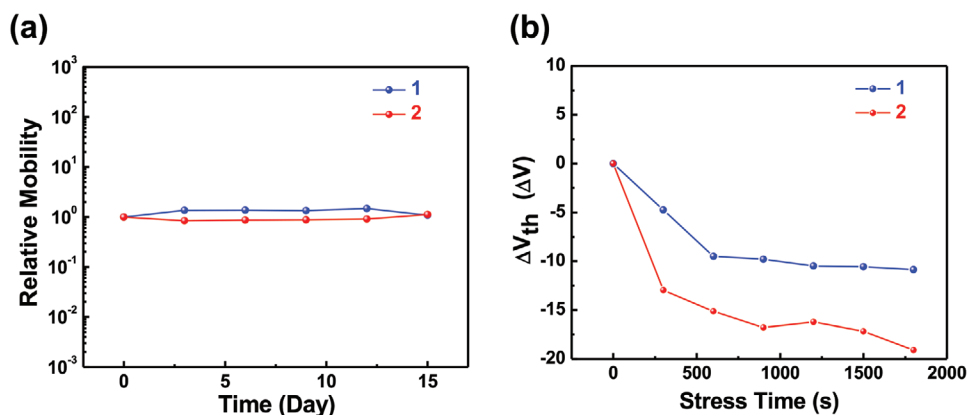 (a)
Relative Mobility
10³
10²
10¹
10⁰
10⁻¹
10⁻²
10⁻³
1
2
0 5 10 15
Time (Day)
(b)
ΔV_th (ΔV)
10
5
0
-5
-10
-15
-20
1
2
0 500 1000 1500 2000
Stress Time (s)